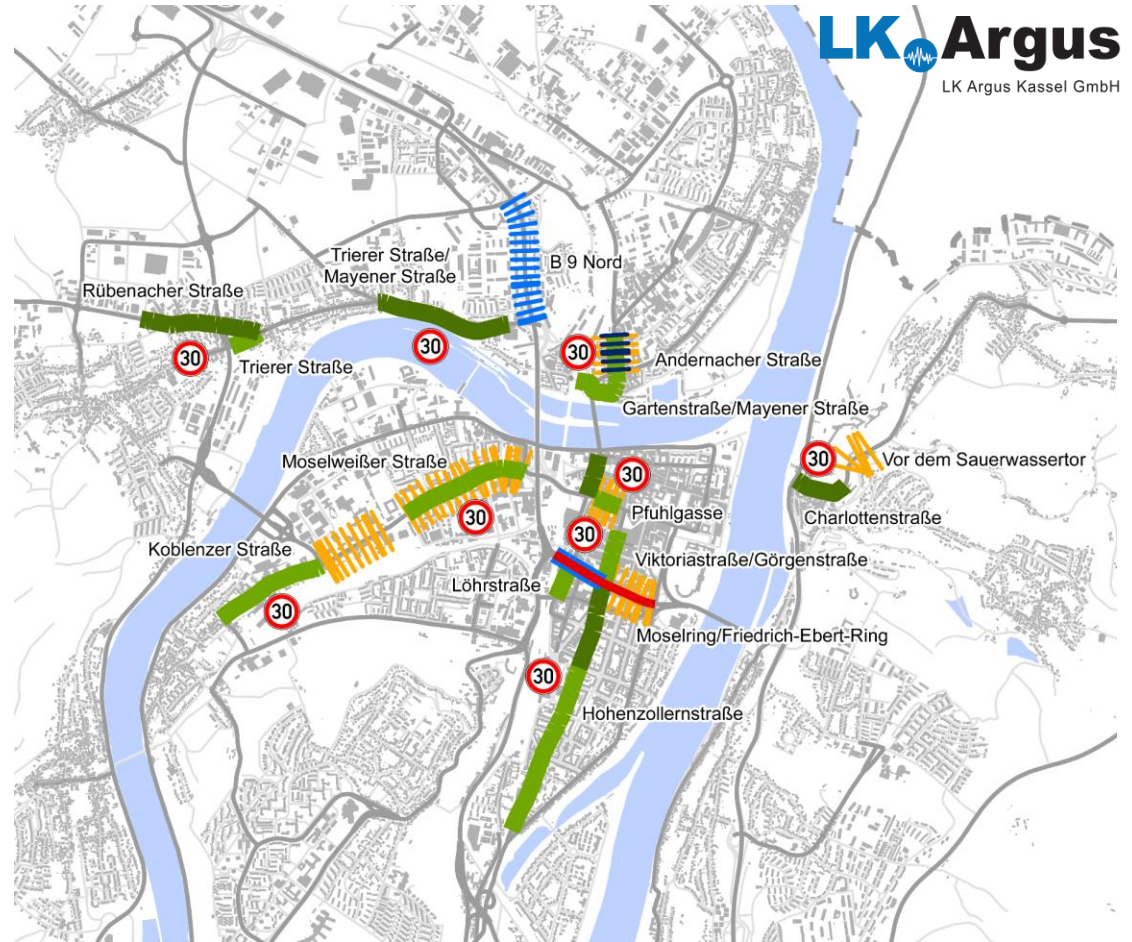 LK Argus
LK Argus Kassel GmbH
Trierer Straße/
Mayener Straße
B 9 Nord
Rübenacher Straße
30
30
30
Trierer Straße
Andernacher Straße
Gartenstraße/Mayener Straße
Moselweißer Straße
30
Vor dem Sauerwassertor
30
Pfuhlgasse
Charlottenstraße
30
30
Koblenzer Straße
Viktoriastraße/Görgenstraße
Löhrstraße
30
Moselring/Friedrich-Ebert-Ring
30
Hohenzollernstraße